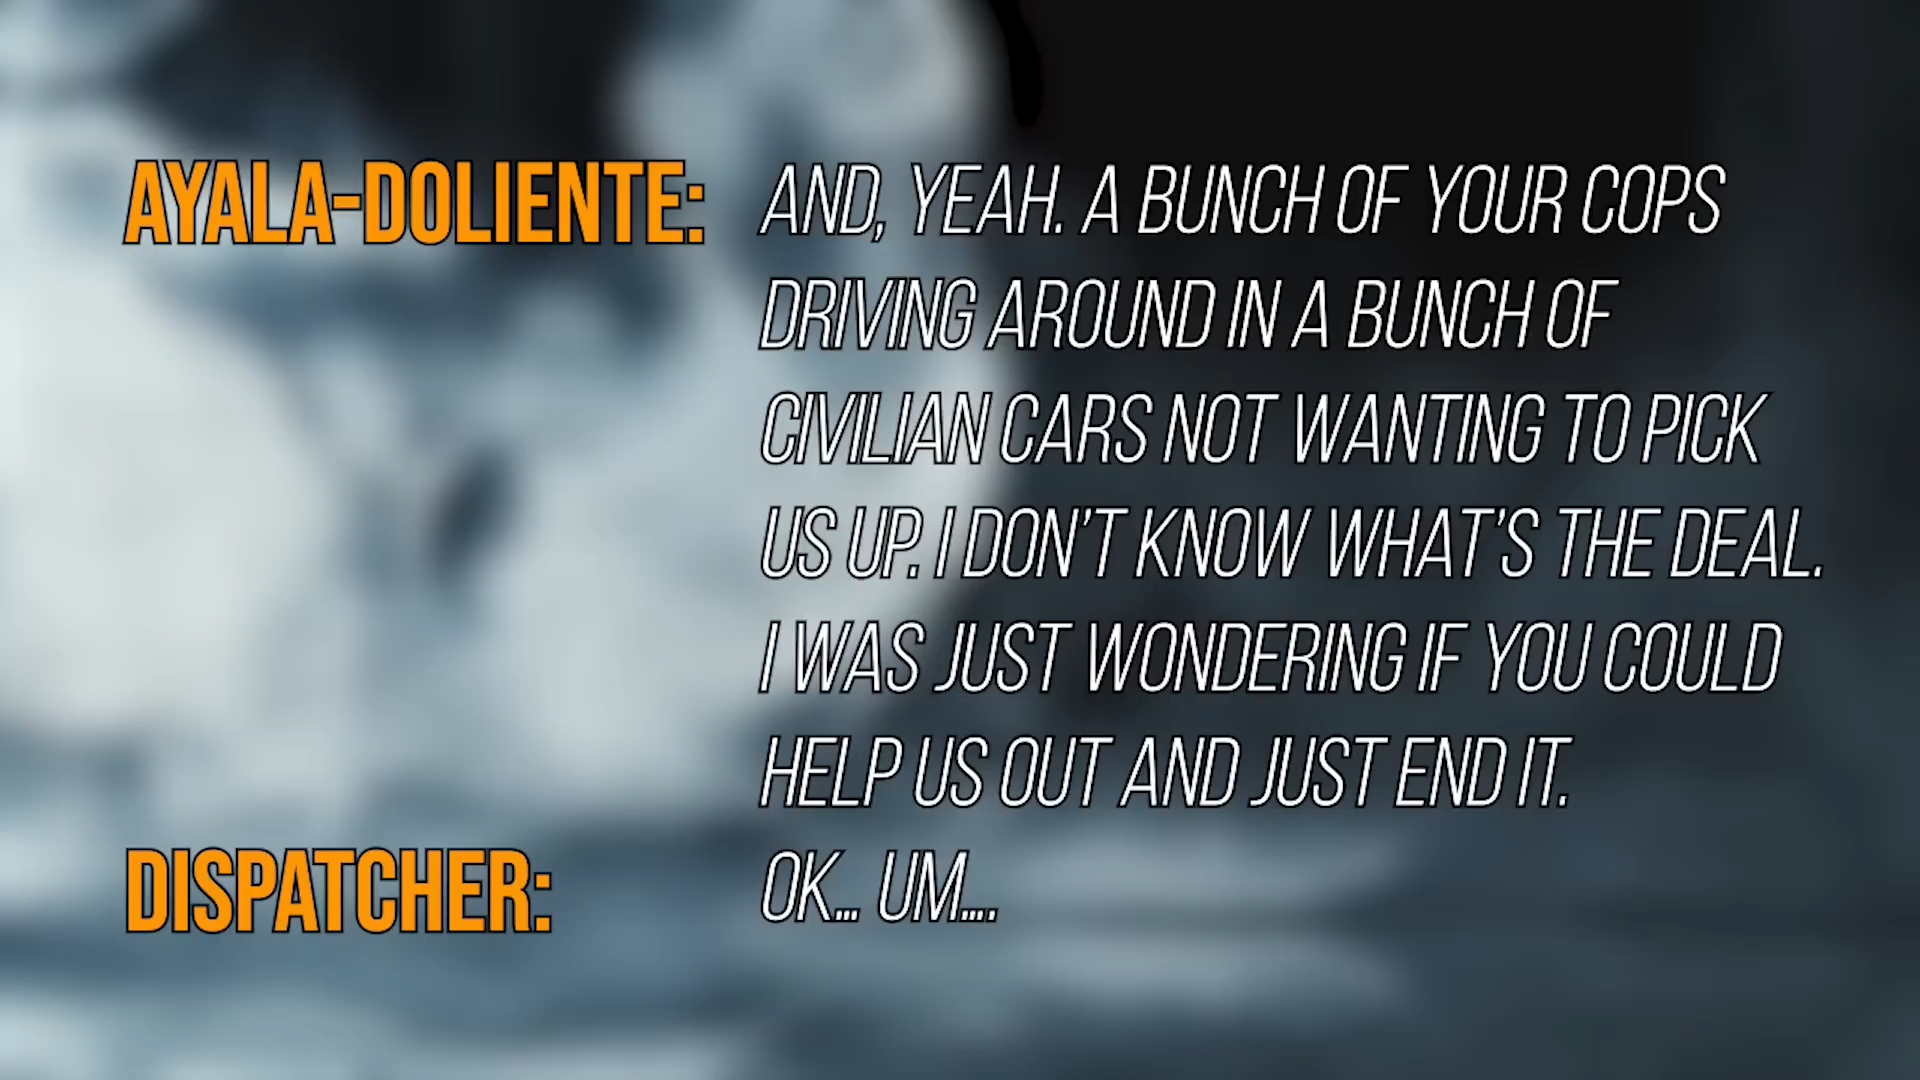 AYALA-DOLIENTE: AND, YEAH. A BUNCH OF YOUR COPS
DRIVING AROUND IN A BUNCH OF
CIVILIAN CARS NOT WANTING TO PICK
US UP. I DON'T KNOW WHAT'S THE DEAL.
I WAS JUST WONDERING IF YOU COULD
HELP US OUT AND JUST END IT.
DISPATCHER: OK... UM....